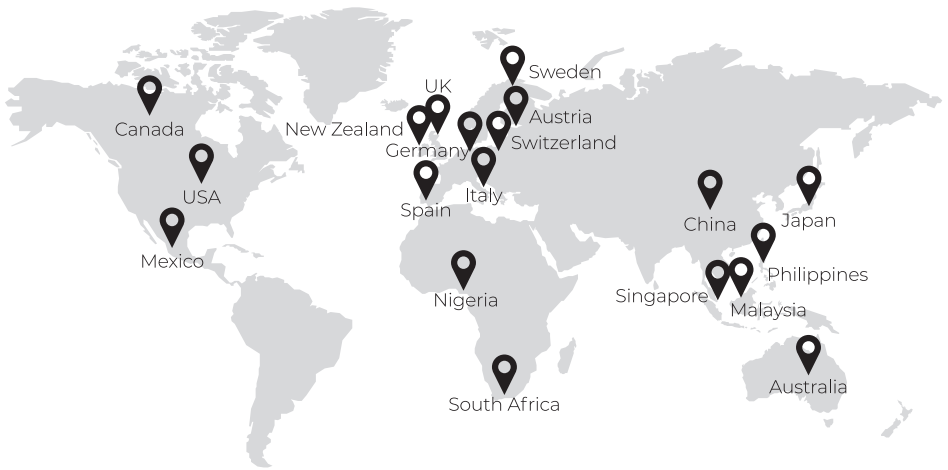 Sweden
UK
Canada
New Zealand
Austria
Germany
Switzerland
USA
Italy
Spain
China
Japan
Mexico
Philippines
Nigeria
Singapore
Malaysia
Australia
South Africa